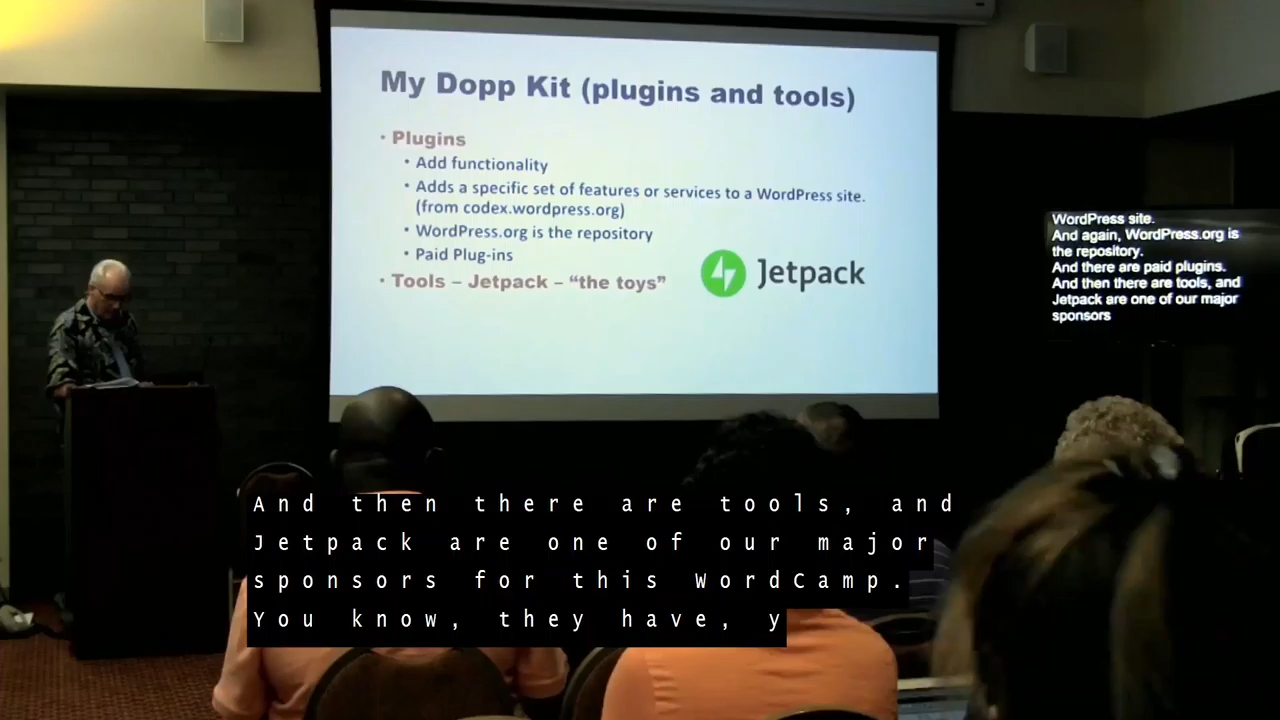 My Dopp Kit (plugins and tools)
• Plugins
• Add functionality
• Adds a specific set of features or services to a WordPress site.
(from codex.wordpress.org)
• WordPress.org is the repository
• Paid Plug-ins
• Tools – Jetpack – “the toys”
Jetpack
WordPress site.
And again, WordPress.org is
the repository.
And there are paid plugins.
And then there are tools, and
Jetpack are one of our major
sponsors
And then there are tools, and
Jetpack are one of our major
sponsors for this WordCamp.
You know, they have, y